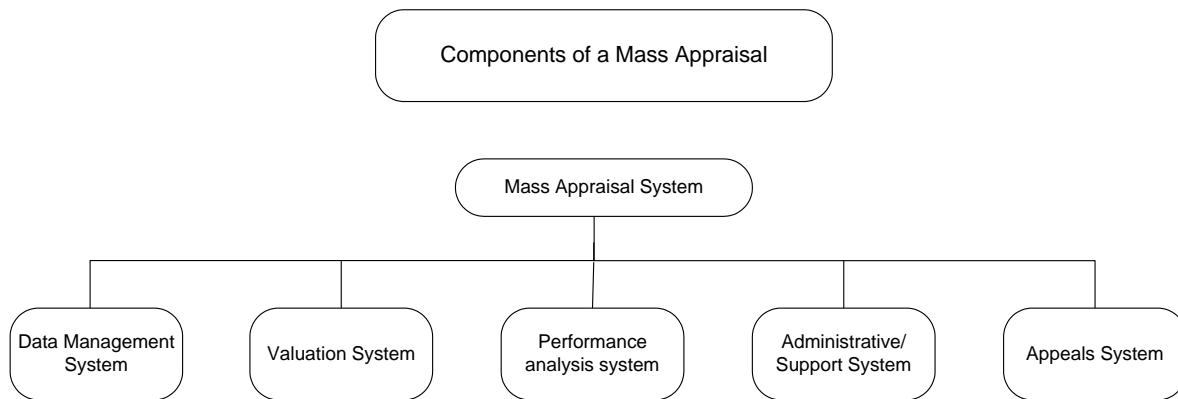 Components of a Mass Appraisal
Mass Appraisal System
Data Management
System
Valuation System
Performance
analysis system
Administrative/
Support System
Appeals System